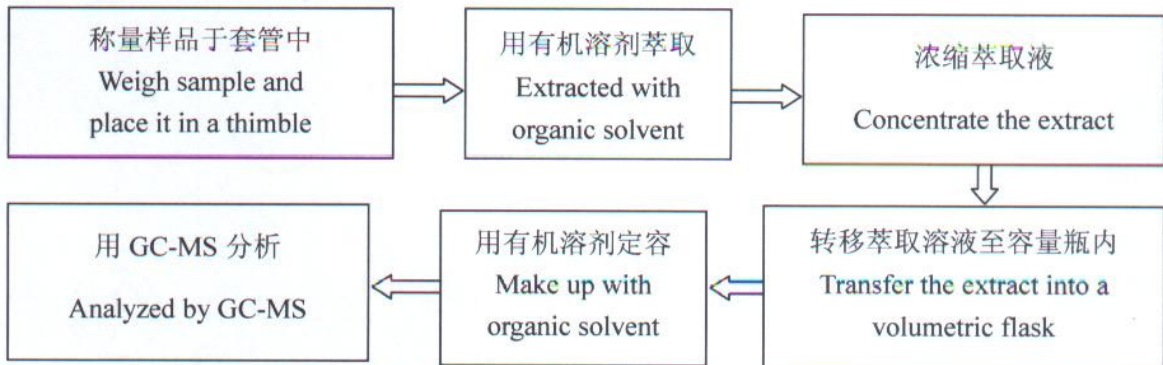 称量样品于套管中
Weigh sample and
place it in a thimble
用有机溶剂萃取
Extracted with
organic solvent
浓缩萃取液
Concentrate the extract
转移萃取溶液至容量瓶内
Transfer the extract into a
volumetric flask
用有机溶剂定容
Make up with
organic solvent
用 GC-MS 分析
Analyzed by GC-MS